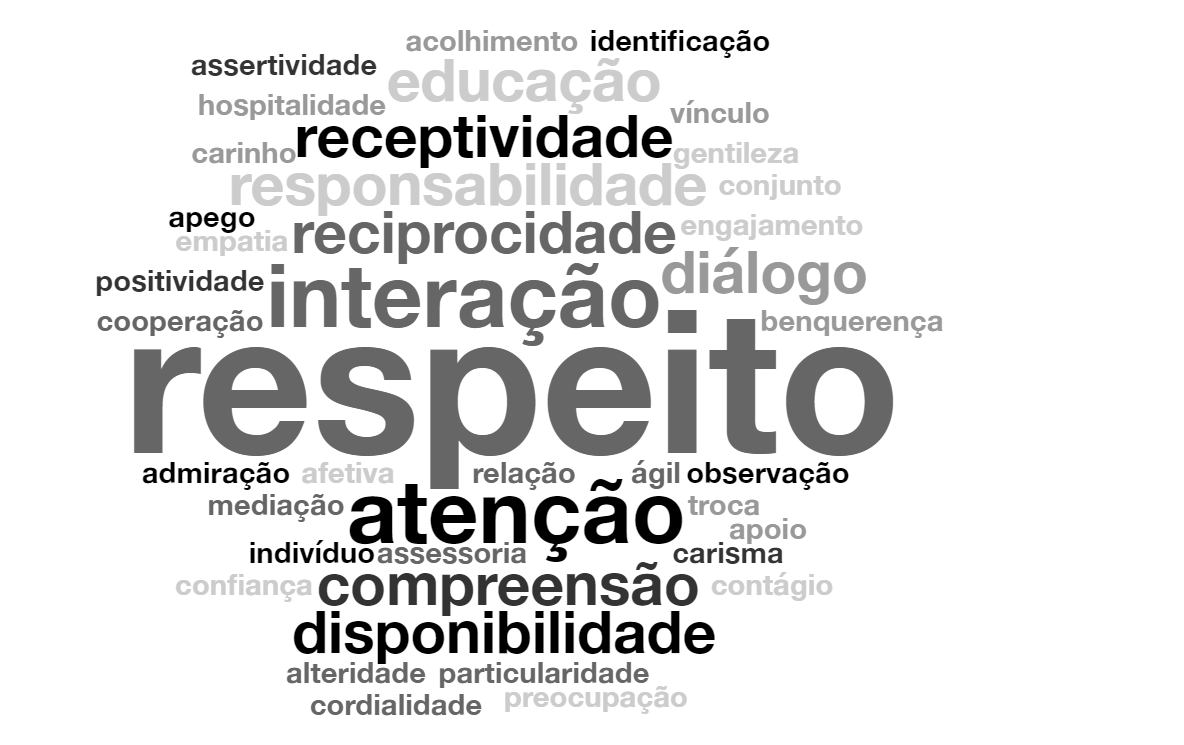 acolhimento identificação
assertividade educação
hospitalidade vínculo
receptividade
carinho gentileza
responsabilidade conjunto
apego reciprocidade engajamento
empatia
positividade interação diálogo
cooperação benquerença
respeito
admiração afetiva relação ágil observação
mediação atenção troca
apoio
indivíduo assessoria carisma
confiança compreensão contágio
disponibilidade
alteridade particularidade
cordialidade preocupação